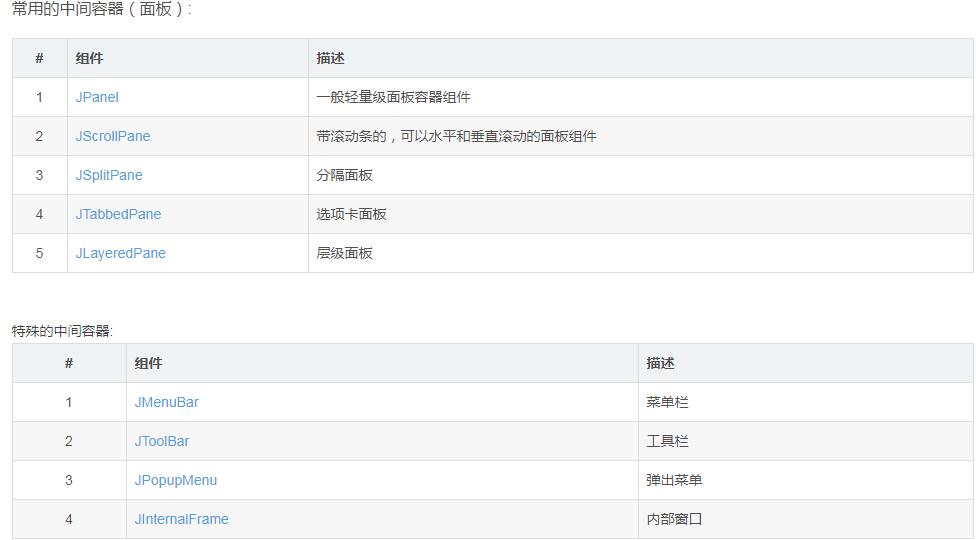 常用的中间容器（面板）:
# 组件 描述
1 JPanel 一般轻量级面板容器组件
2 JScrollPane 带滚动条的，可以水平和垂直滚动的面板组件
3 JSplitPane 分隔面板
4 JTabbedPane 选项卡面板
5 JLayeredPane 层级面板
特殊的中间容器:
# 组件 描述
1 JMenuBar 菜单栏
2 JToolBar 工具栏
3 JPopupMenu 弹出菜单
4 JInternalFrame 内部窗口